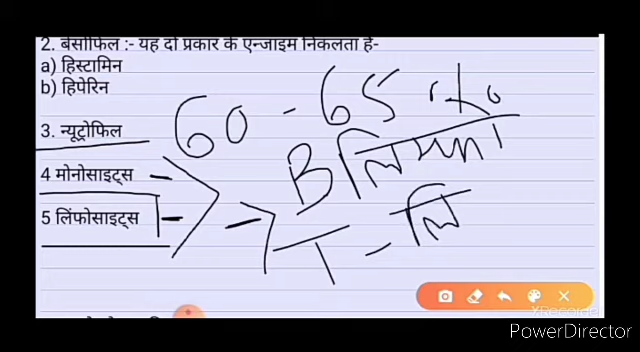 2. बेसोफिल :- यह दो प्रकार के एन्जाइम निकलता है-
a) हिस्टामिन
b) हिपेरिन
60-65 %
3. न्यूट्रोफिल
B लिम्फो
4 मोनोसाइट्स
5 लिंफोसाइट्स
T - लि
PowerDirector